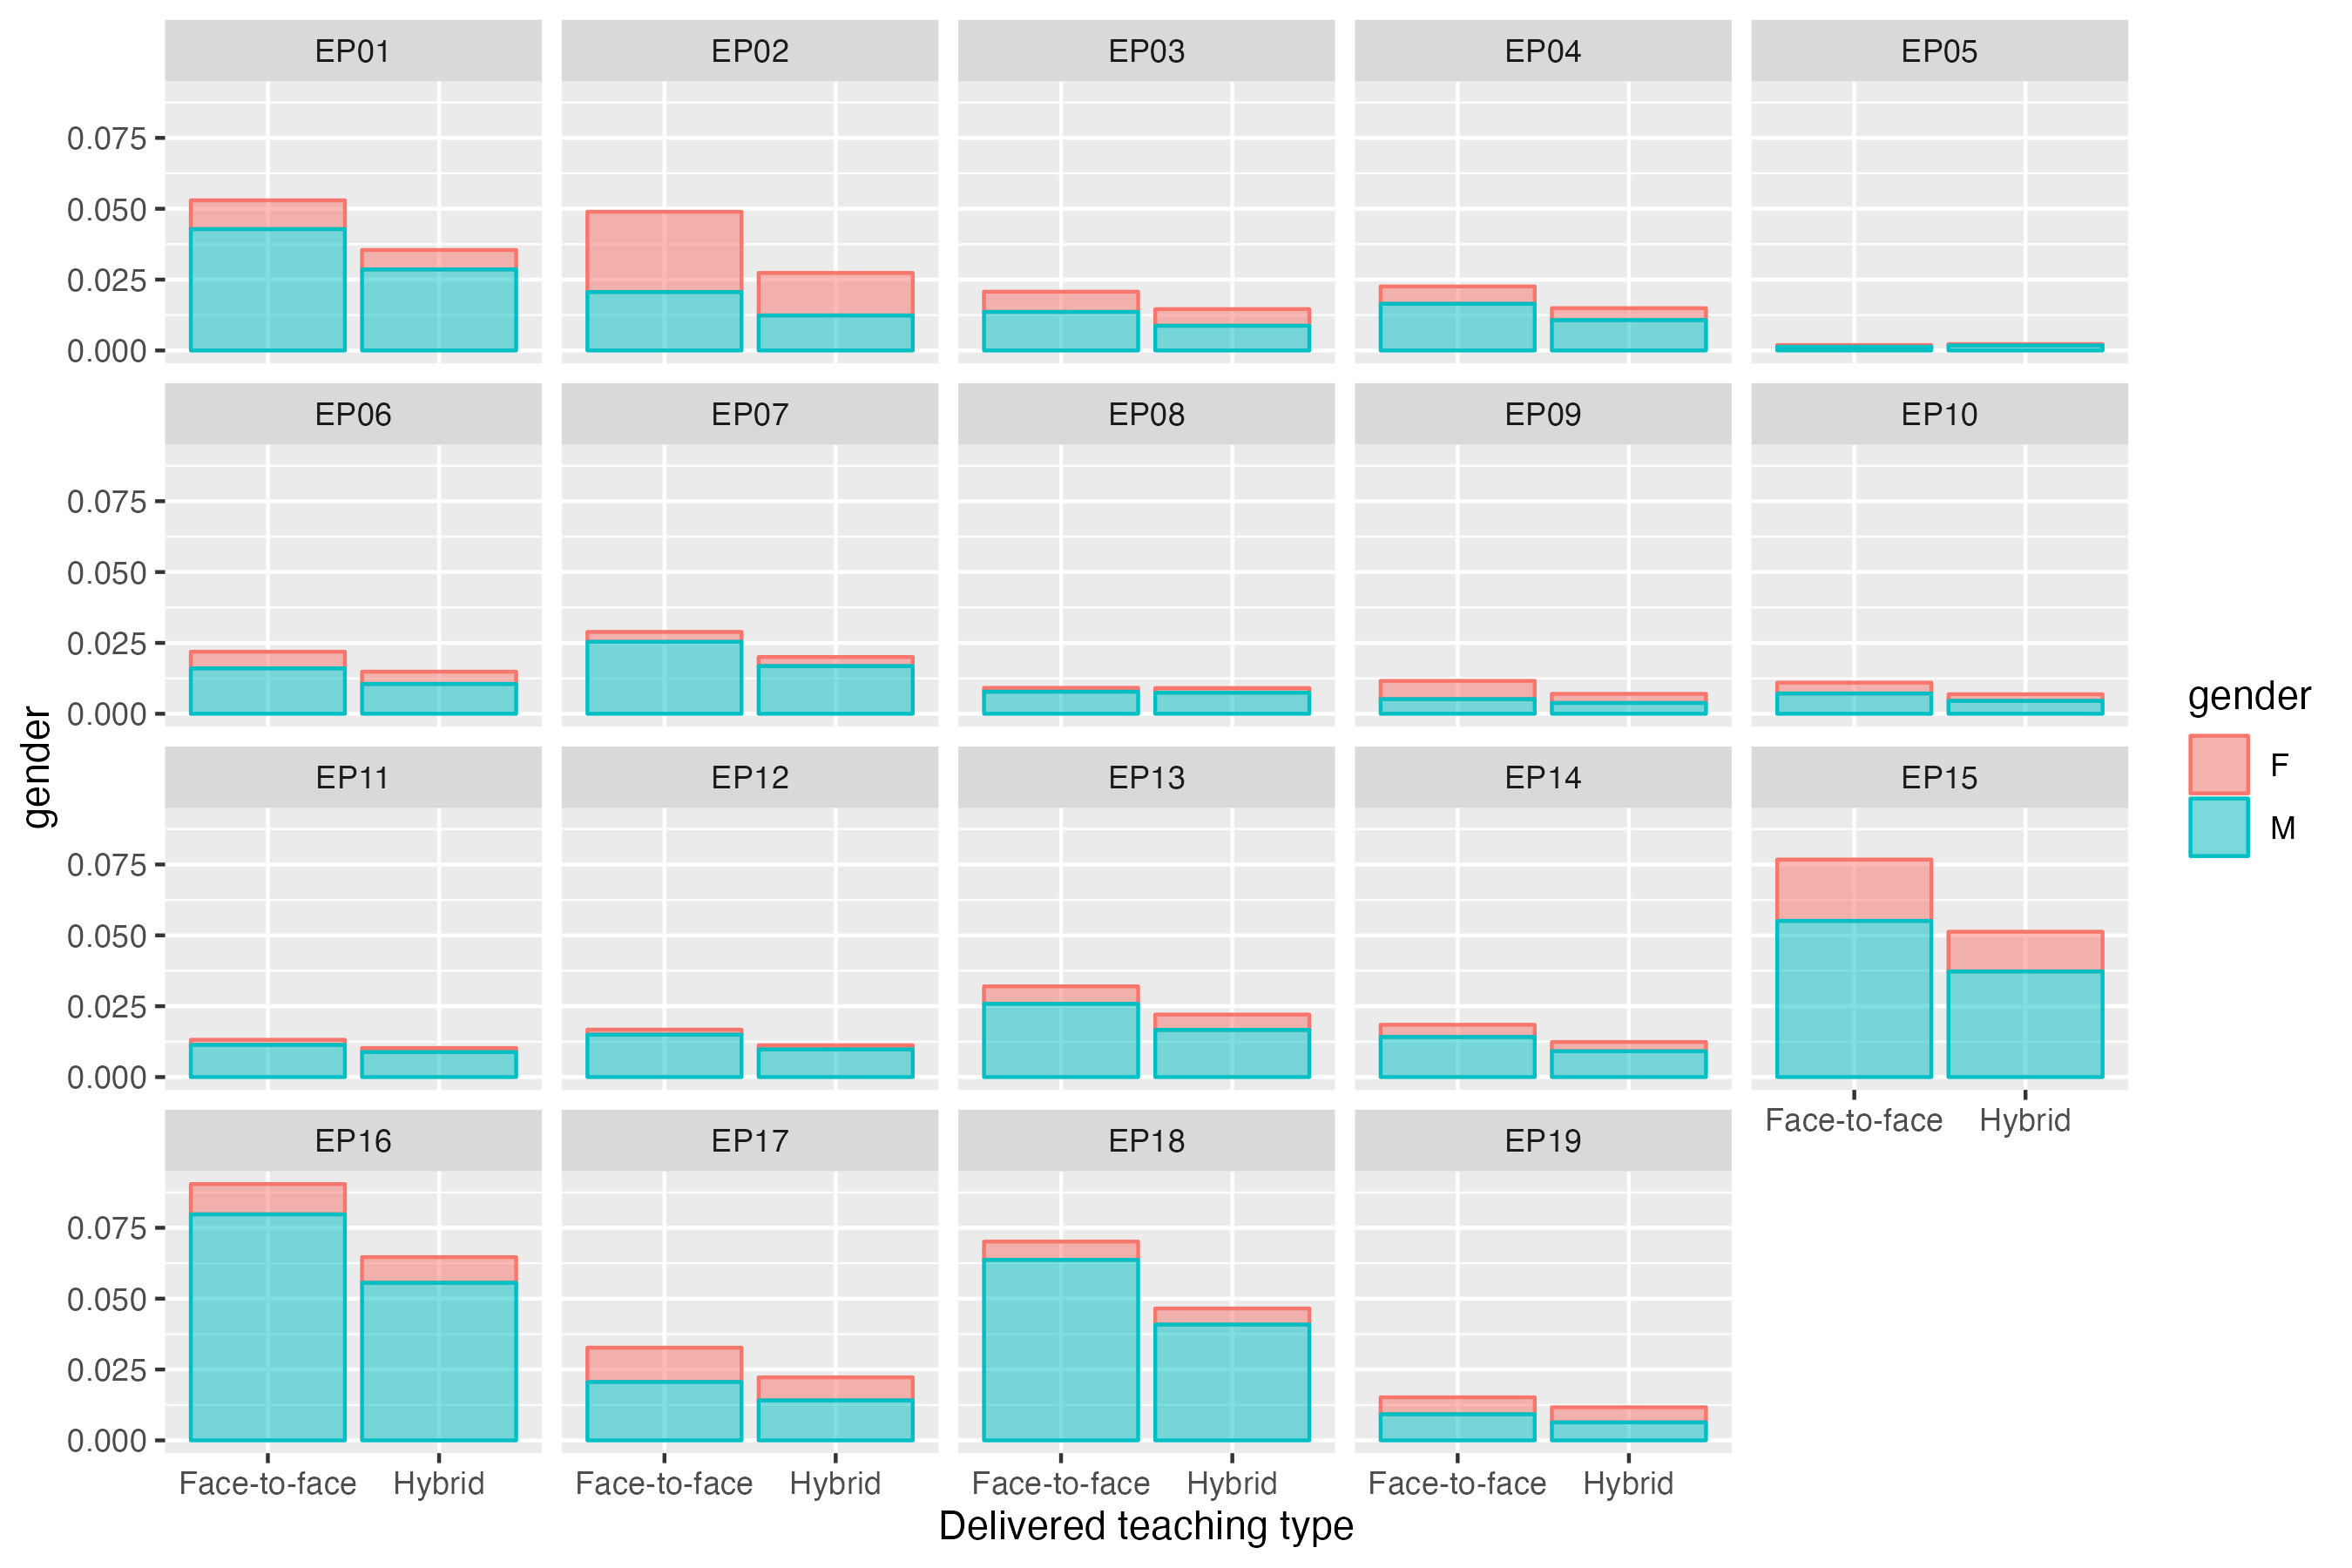 EP01 EP02 EP03 EP04 EP05
0.075
0.050
0.025
0.000
EP06 EP07 EP08 EP09 EP10
0.075
0.050
0.025
0.000
EP11 EP12 EP13 EP14 EP15
0.075
0.050
0.025
0.000
Face-to-face Hybrid
EP16 EP17 EP18 EP19
0.075
0.050
0.025
0.000
Face-to-face Hybrid Face-to-face Hybrid Face-to-face Hybrid Face-to-face Hybrid
Delivered teaching type
gender
gender
F
M